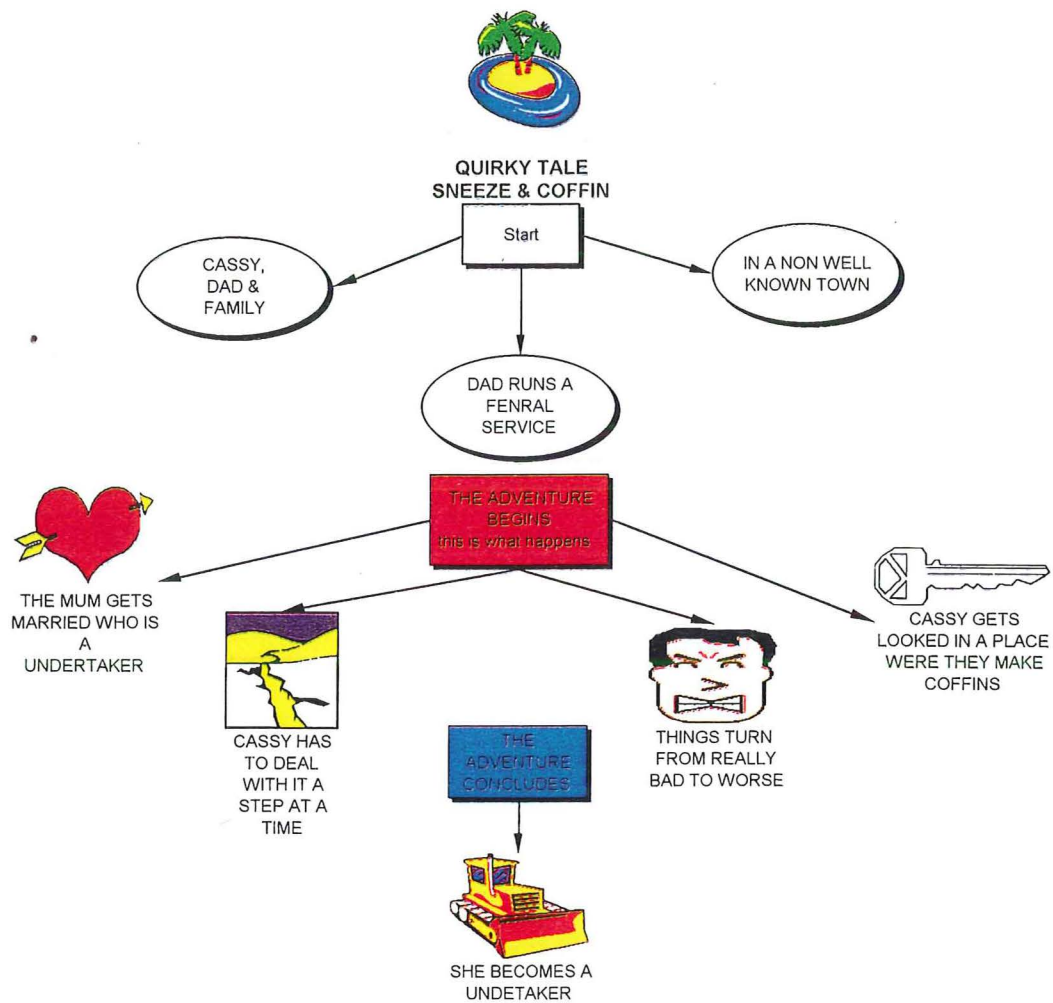 QUIRKY TALE
SNEEZE & COFFIN
Start
CASSY,
DAD &
FAMILY
IN A NON WELL
KNOWN TOWN
DAD RUNS A
FENRAL
SERVICE
THE ADVENTURE
BEGINS
this is what happens
THE MUM GETS
MARRIED WHO IS
A
UNDERTAKER
CASSY HAS
TO DEAL
WITH IT A
STEP AT A
TIME
THINGS TURN
FROM REALLY
BAD TO WORSE
CASSY GETS
LOOKED IN A PLACE
WERE THEY MAKE
COFFINS
THE
ADVENTURE
CONCLUDES
SHE BECOMES A
UNDETAKER